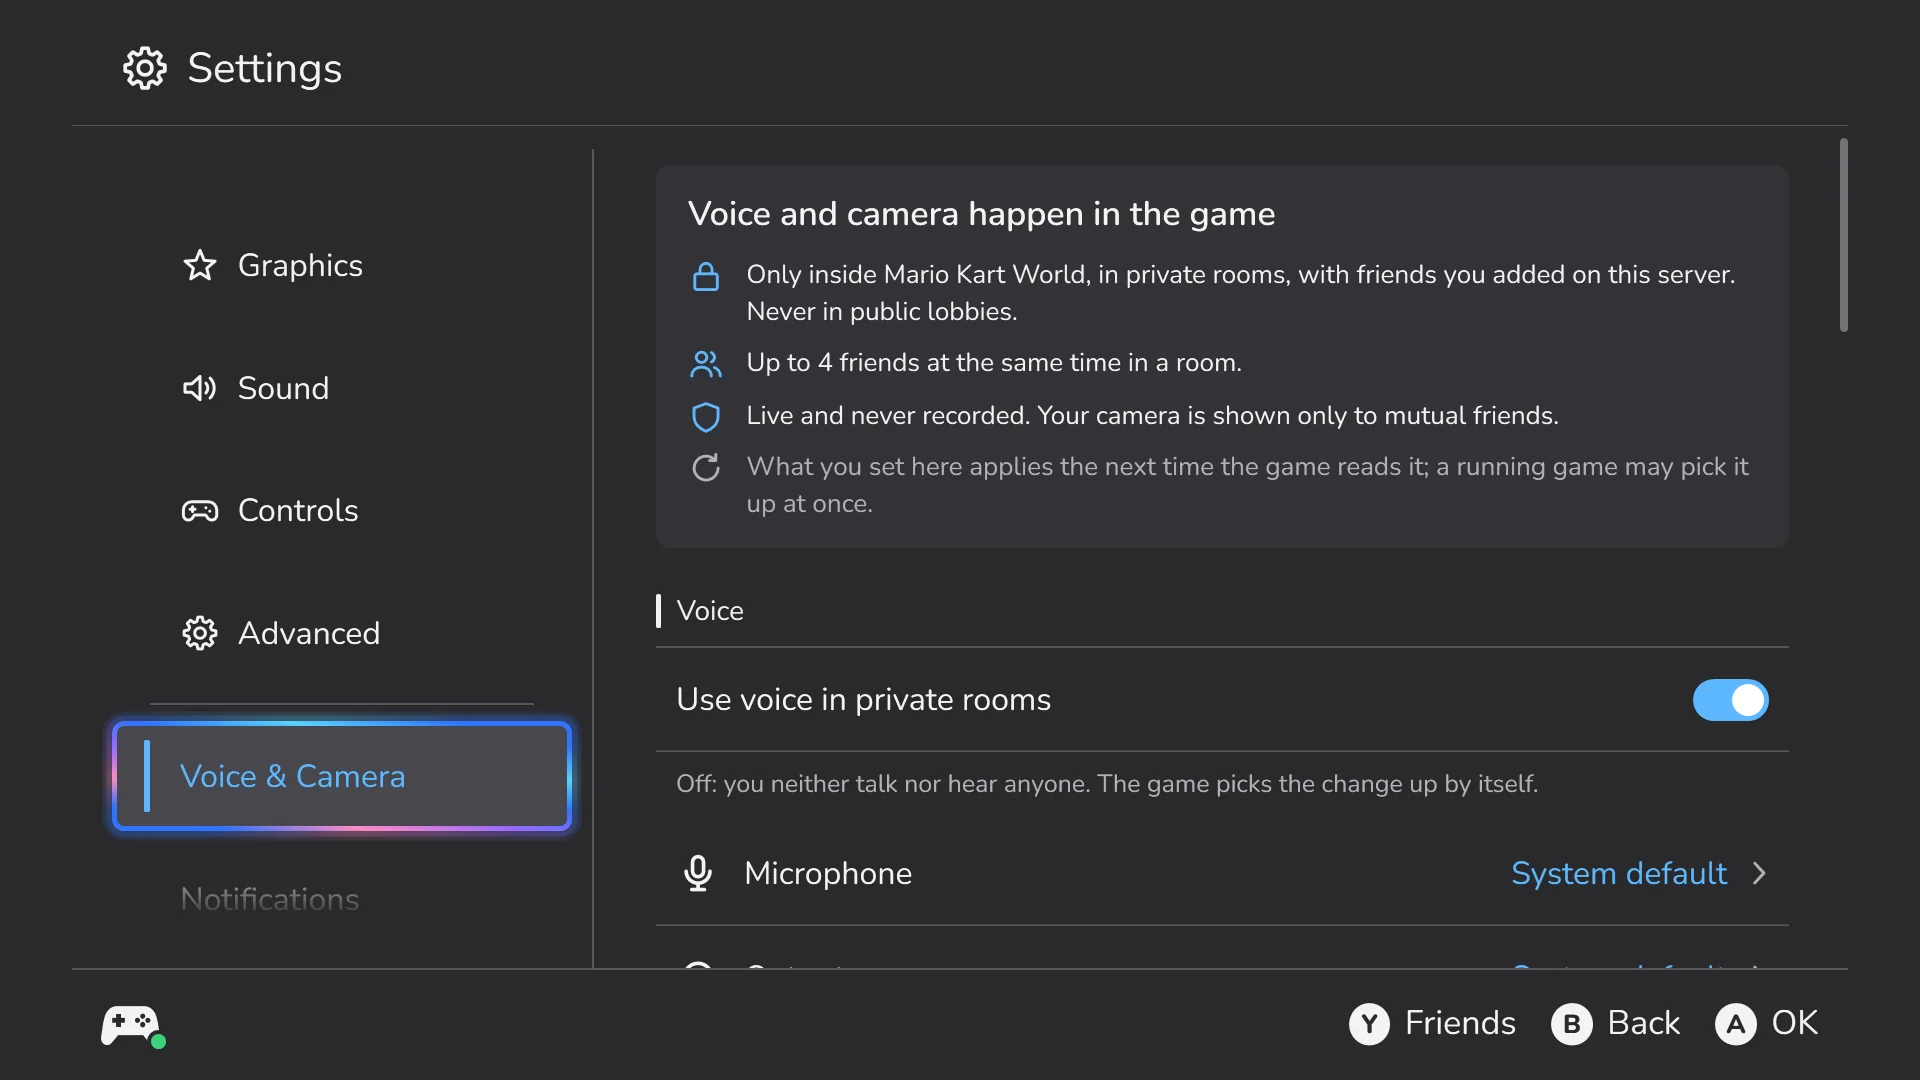 Settings
Graphics
Sound
Controls
Advanced
Voice & Camera
Notifications
Voice and camera happen in the game
Only inside Mario Kart World, in private rooms, with friends you added on this server.
Never in public lobbies.
Up to 4 friends at the same time in a room.
Live and never recorded. Your camera is shown only to mutual friends.
What you set here applies the next time the game reads it; a running game may pick it
up at once.
Voice
Use voice in private rooms
Off: you neither talk nor hear anyone. The game picks the change up by itself.
Microphone
System default
Y Friends
B Back
A OK